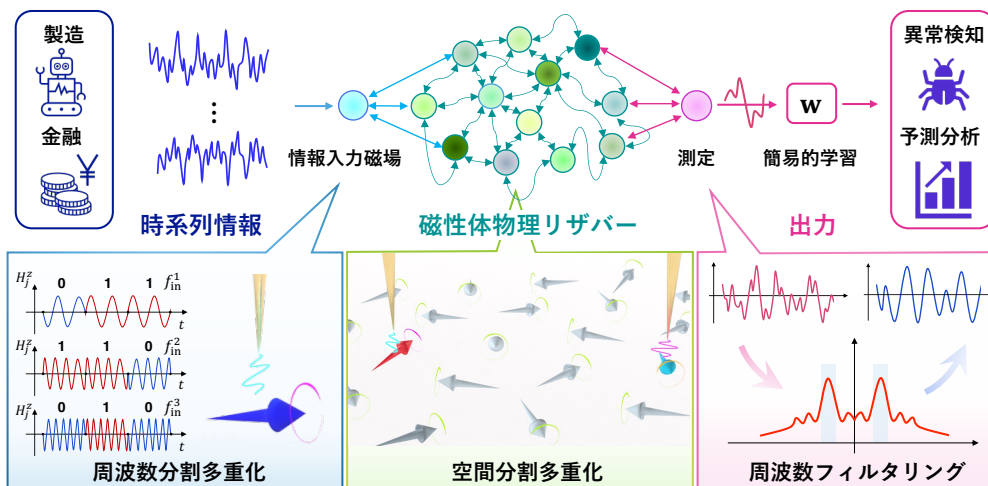 製造
金融
¥
⋮
情報入力磁場
測定
w
簡易的学習
異常検知
予測分析
時系列情報
磁性体物理リザバー
出力
H_j^z 0 1 1 f_in^1
t
H_j^z 1 1 0 f_in^2
t
H_j^z 0 1 0 f_in^3
t
周波数分割多重化
空間分割多重化
周波数フィルタリング